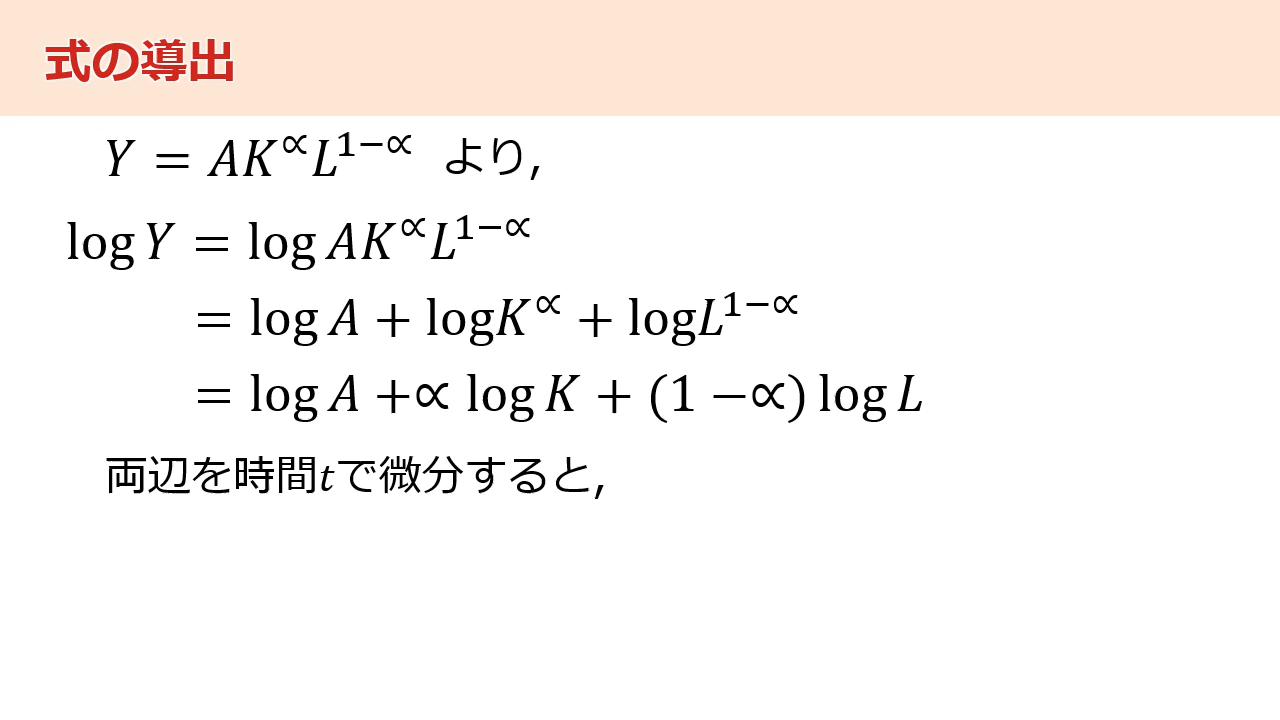 式の導出
Y = AK^∝ L^{1−∝} より,
log Y = log AK^∝ L^{1−∝}
= log A + logK^∝ + logL^{1−∝}
= log A +∝ log K + (1 −∝) log L
両辺を時間tで微分すると,